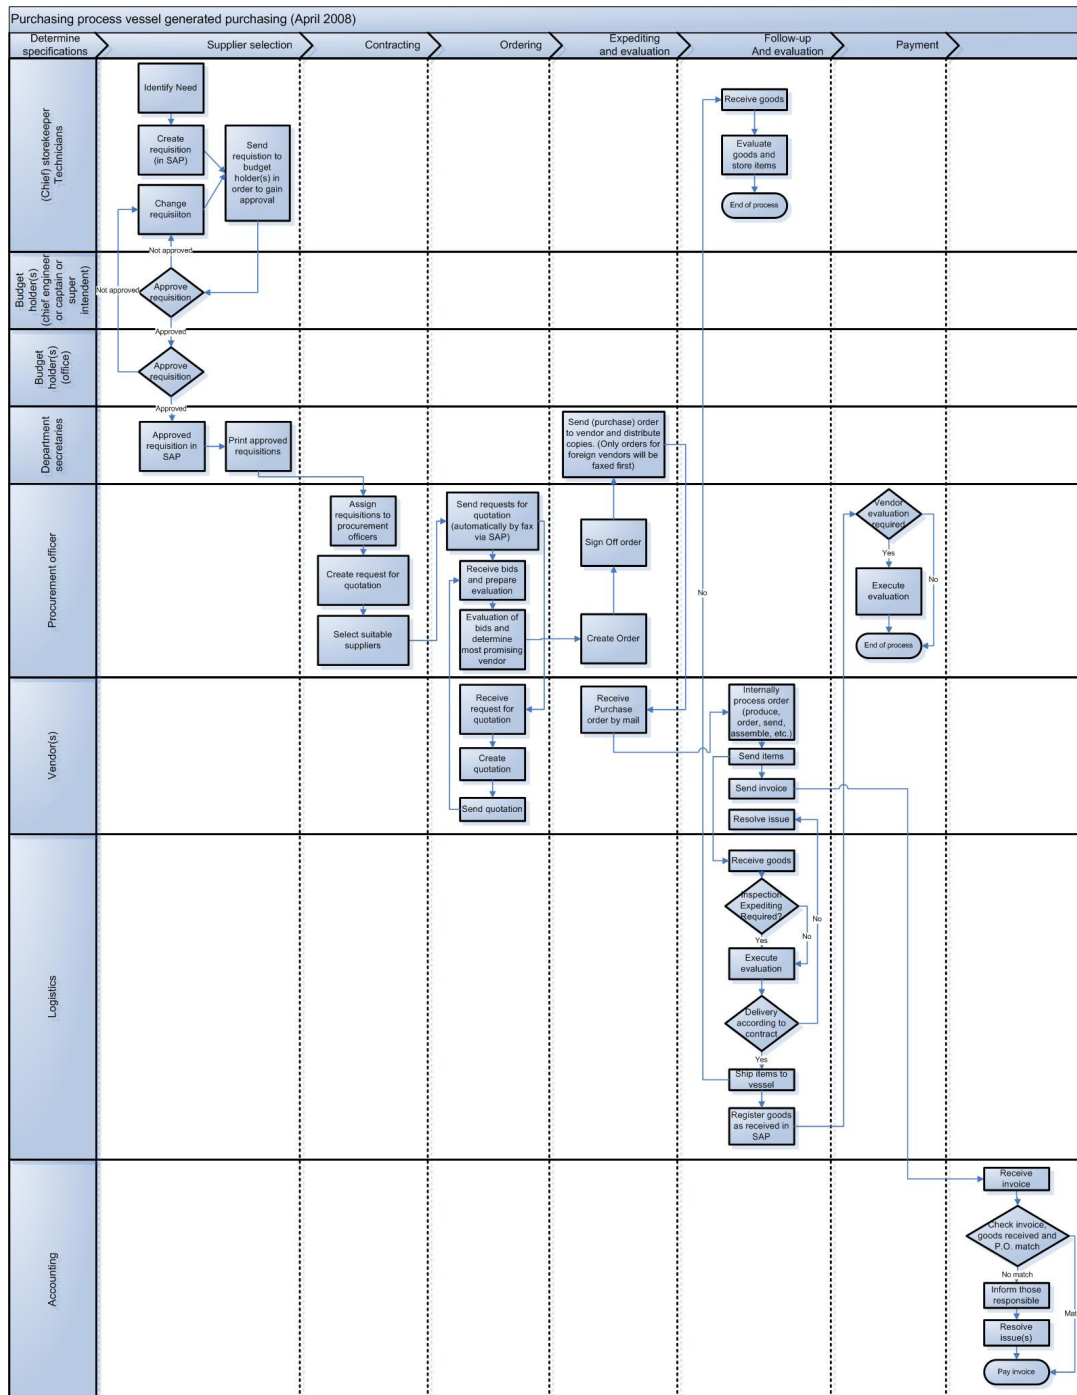 Purchasing process vessel generated purchasing (April 2008)
Determine
specifications
Supplier selection
Contracting
Ordering
Expediting
and evaluation
Follow-up
And evaluation
Payment
(Chief) storekeeper
Technicians
Identify Need
Create
requisition
(in SAP)
Send
requistion to
budget
holder(s) in
order to gain
approval
Change
requisiiton
Not approved
Receive goods
Evaluate
goods and
store items
End of process
Budget
holder(s)
(chief engineer
or captain or
super
intendent)
Not approved
Approve
requisition
Approved
Budget
holder(s)
(office)
Approve
requisition
Approved
Department
secretaries
Approved
requisition in
SAP
Print approved
requisitions
Send (purchase) order
to vendor and distribute
copies. (Only orders for
foreign vendors will be
faxed first)
Procurement officer
Assign
requisitions to
procurement
officers
Create request for
quotation
Select suitable
suppliers
Send requests for
quotation
(automatically by fax
via SAP)
Receive bids
and prepare
evaluation
Evaluation of
bids and
determine
most promising
vendor
Sign Off order
Create Order
No
Vendor
evaluation
required
Yes
No
Execute
evaluation
End of process
Vendor(s)
Receive
request for
quotation
Create
quotation
Send quotation
Receive
Purchase
order by mail
Internally
process order
(produce,
order, send,
assemble, etc.)
Send items
Send invoice
Resolve issue
Logistics
Receive goods
Inspection
Expediting
Required?
No
Yes
No
Execute
evaluation
Delivery
according to
contract
Yes
Ship items to
vessel
Register goods
as received in
SAP
Accounting
Receive
invoice
Check invoice,
goods received and
P.O. match
No match
Mat
Inform those
responsible
Resolve
issue(s)
Pay invoice